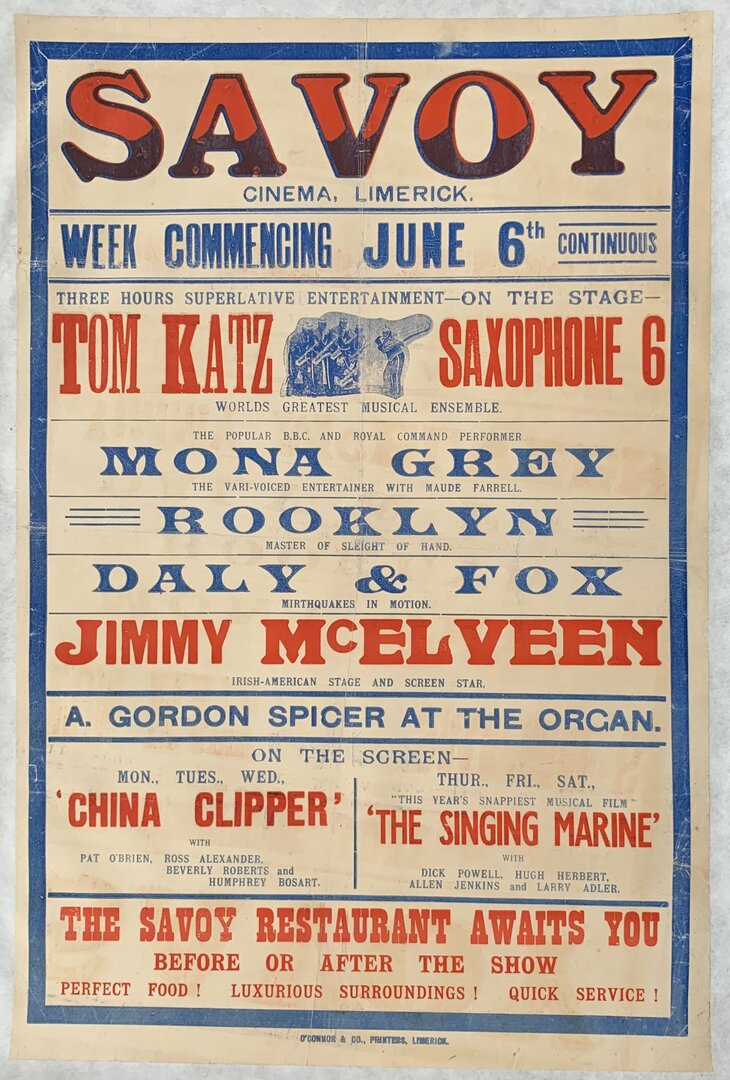 SAVOY
CINEMA, LIMERICK.
WEEK COMMENCING JUNE 6th CONTINUOUS
THREE HOURS SUPERLATIVE ENTERTAINMENT—ON THE STAGE—
TOM KATZ SAXOPHONE 6
WORLDS GREATEST MUSICAL ENSEMBLE.
THE POPULAR B.B.C. AND ROYAL COMMAND PERFORMER
MONA GREY
THE VARI-VOICED ENTERTAINER WITH MAUDE FARRELL.
ROOKLYN
MASTER OF SLEIGHT OF HAND.
DALY & FOX
MIRTHQUAKES IN MOTION.
JIMMY McELVEEN
IRISH-AMERICAN STAGE AND SCREEN STAR.
A. GORDON SPICER AT THE ORGAN.
ON THE SCREEN—
MON., TUES., WED.,
'CHINA CLIPPER'
WITH
PAT O'BRIEN, ROSS ALEXANDER,
BEVERLY ROBERTS and
HUMPHREY BOSART.
THUR., FRI., SAT.,
"THIS YEAR'S SNAPPIEST MUSICAL FILM"
'THE SINGING MARINE'
WITH
DICK POWELL, HUGH HERBERT,
ALLEN JENKINS and LARRY ADLER.
THE SAVOY RESTAURANT AWAITS YOU
BEFORE OR AFTER THE SHOW
PERFECT FOOD! LUXURIOUS SURROUNDINGS! QUICK SERVICE!
O'CONNOR & CO., PRINTERS, LIMERICK.